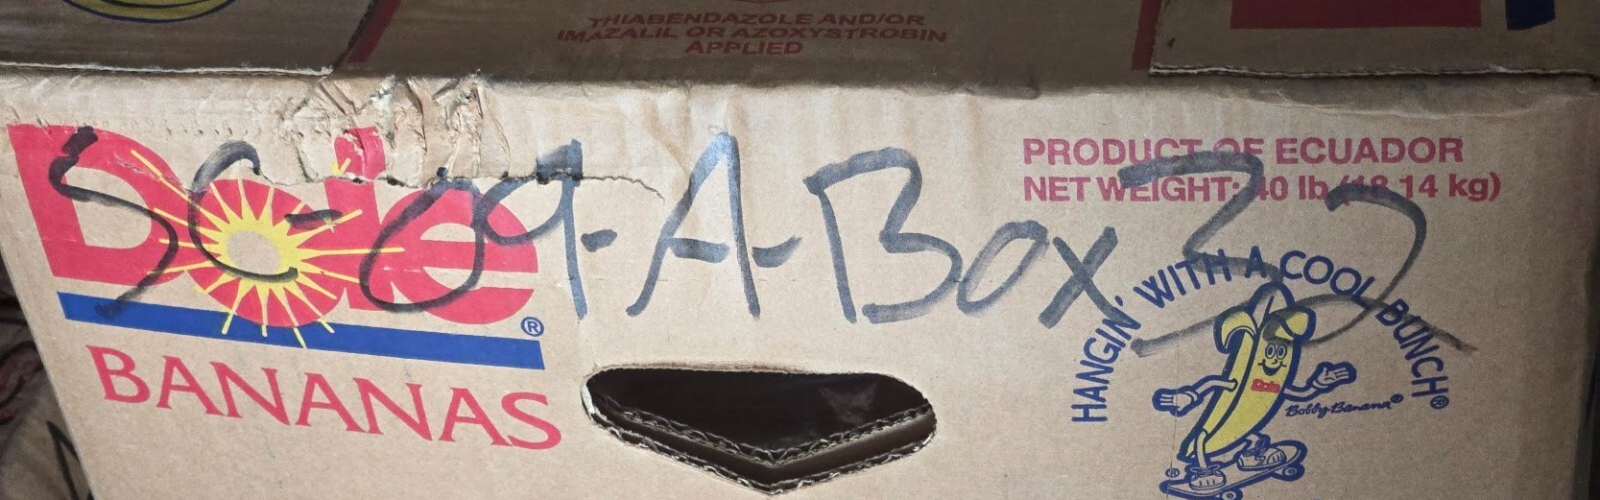 THIABENDAZOLE AND/OR
IMAZALIL OR AZOXYSTROBIN
APPLIED
Dole®
BANANAS
SG-09-A-Box 32
PRODUCT OF ECUADOR
NET WEIGHT: 40 lb (18.14 kg)
HANGIN' WITH A COOL BUNCH®
Dole
Bobby Banana®
®